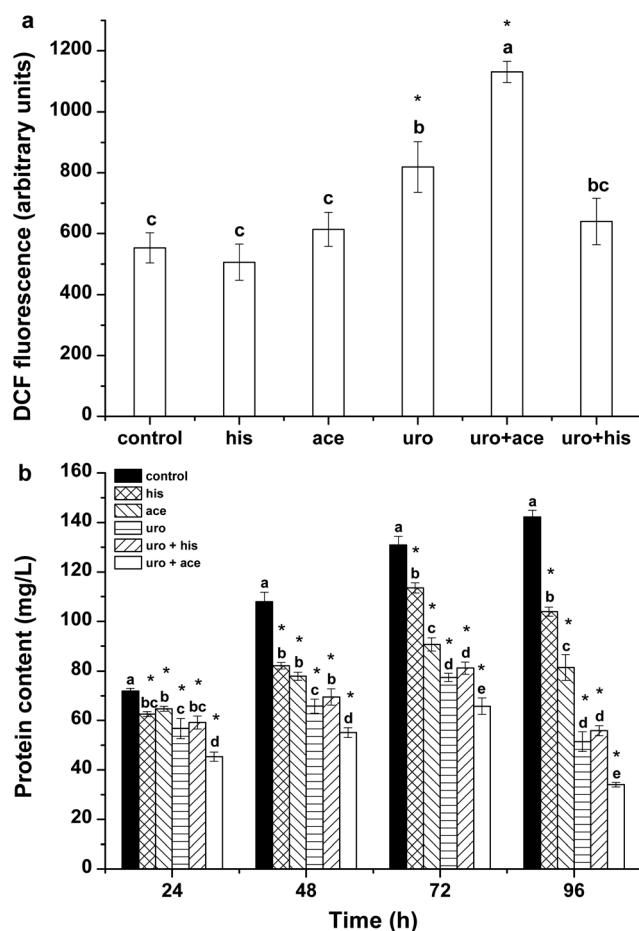 a
DCF fluorescence (arbitrary units)
1200
1000
800
600
400
200
0
c
c
c
*
b
*
a
bc
control his ace uro uro+ace uro+his
b
Protein content (mg/L)
160
140
120
100
80
60
40
20
0
control
his
ace
uro
uro + his
uro + ace
a
*
bc
*
b
*
c
*
bc
*
d
a
*
b
*
b
*
c
*
b
*
d
a
*
b
*
c
*
d
*
d
*
e
a
*
b
*
c
*
d
*
d
*
e
24 48 72 96
Time (h)